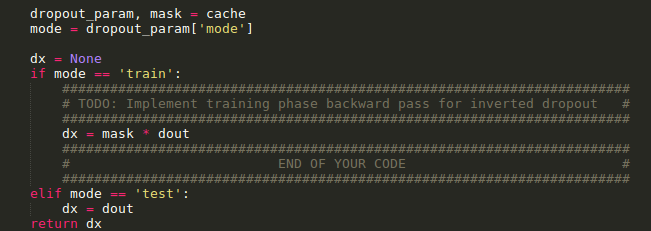 dropout_param, mask = cache
mode = dropout_param['mode']
dx = None
if mode == 'train':
#######################################################################
# TODO: Implement training phase backward pass for inverted dropout   #
#######################################################################
dx = mask * dout
#######################################################################
#                          END OF YOUR CODE                           #
#######################################################################
elif mode == 'test':
dx = dout
return dx